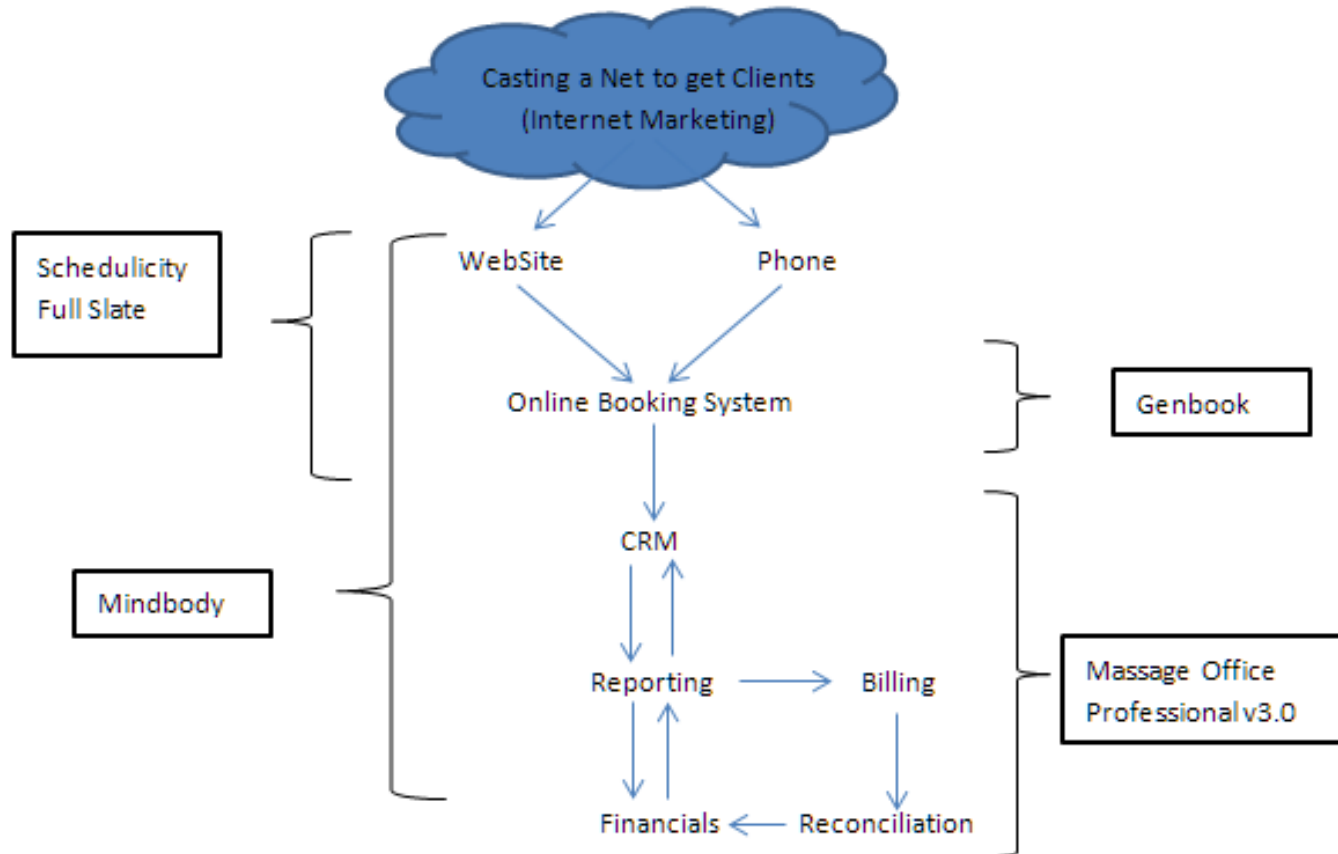 Casting a Net to get Clients
(Internet Marketing)
Schedulicity
Full Slate
WebSite
Phone
Online Booking System
Genbook
CRM
Mindbody
Reporting
Billing
Massage Office
Professional v3.0
Financials
Reconciliation